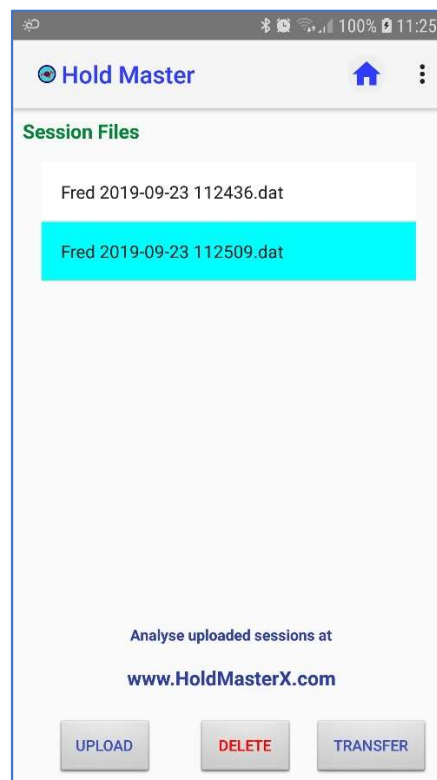 100% 11:25
Hold Master
Session Files
Fred 2019-09-23 112436.dat
Fred 2019-09-23 112509.dat
Analyse uploaded sessions at
www.HoldMasterX.com
UPLOAD DELETE TRANSFER